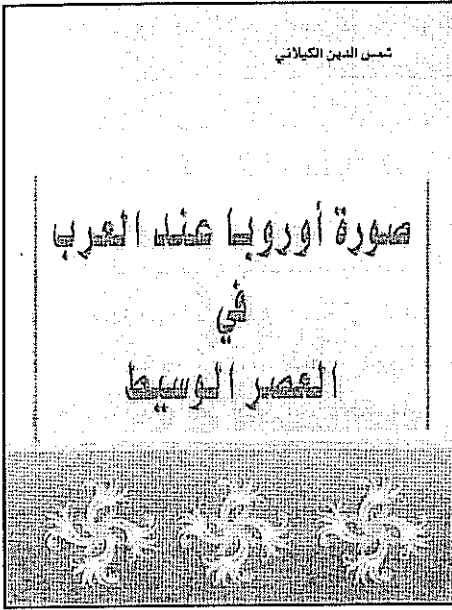 شمس الدين الكيلاني
صورة أوروبا عند العرب
في
العصر الوسيط